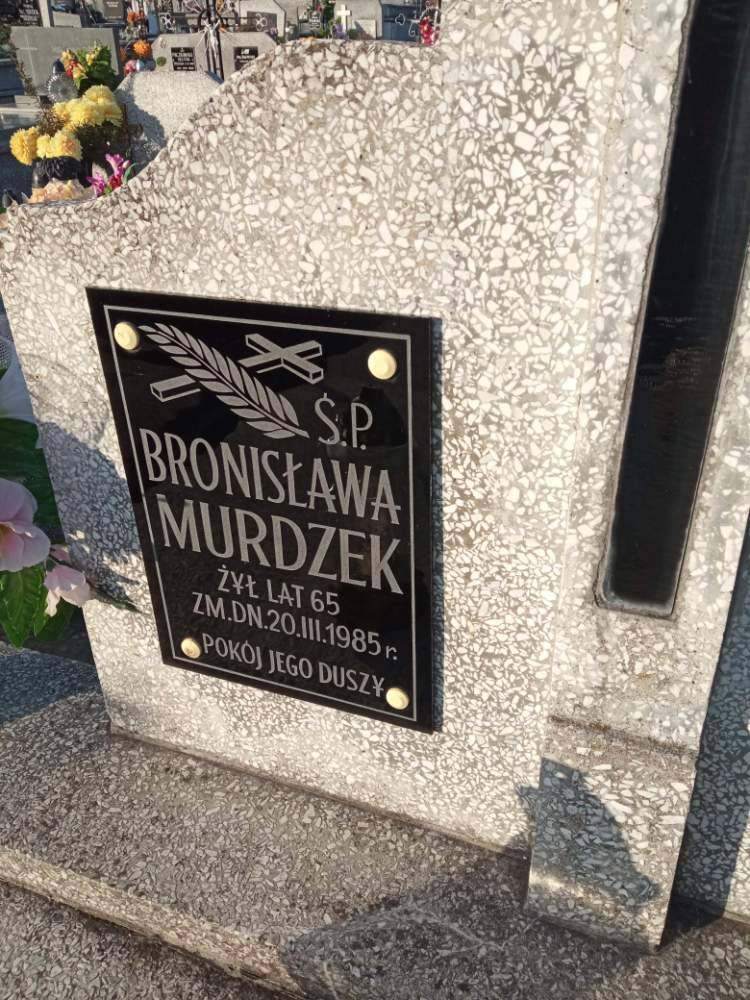 Ś.P.
BRONISŁAWA
MURDZEK
ŻYŁ LAT 65
ZM.DN.20.III.1985 r.
POKÓJ JEGO DUSZY